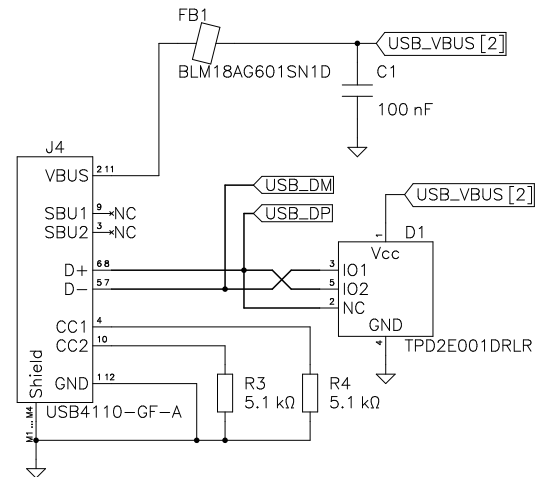 FB1
USB_VBUS [2]
BLM18AG601SN1D
C1
100 nF
J4
VBUS
2 11
USB_DM
USB_VBUS [2]
SBU1
9
NC
USB_DP
SBU2
3
NC
D1
1
Vcc
D+
6 8
3
IO1
D-
5 7
5
IO2
2
NC
CC1
4
GND
CC2
10
4
TPD2E001DRLR
Shield
GND
1 12
R3
5.1 kΩ
R4
5.1 kΩ
M1 ... M4
USB4110-GF-A